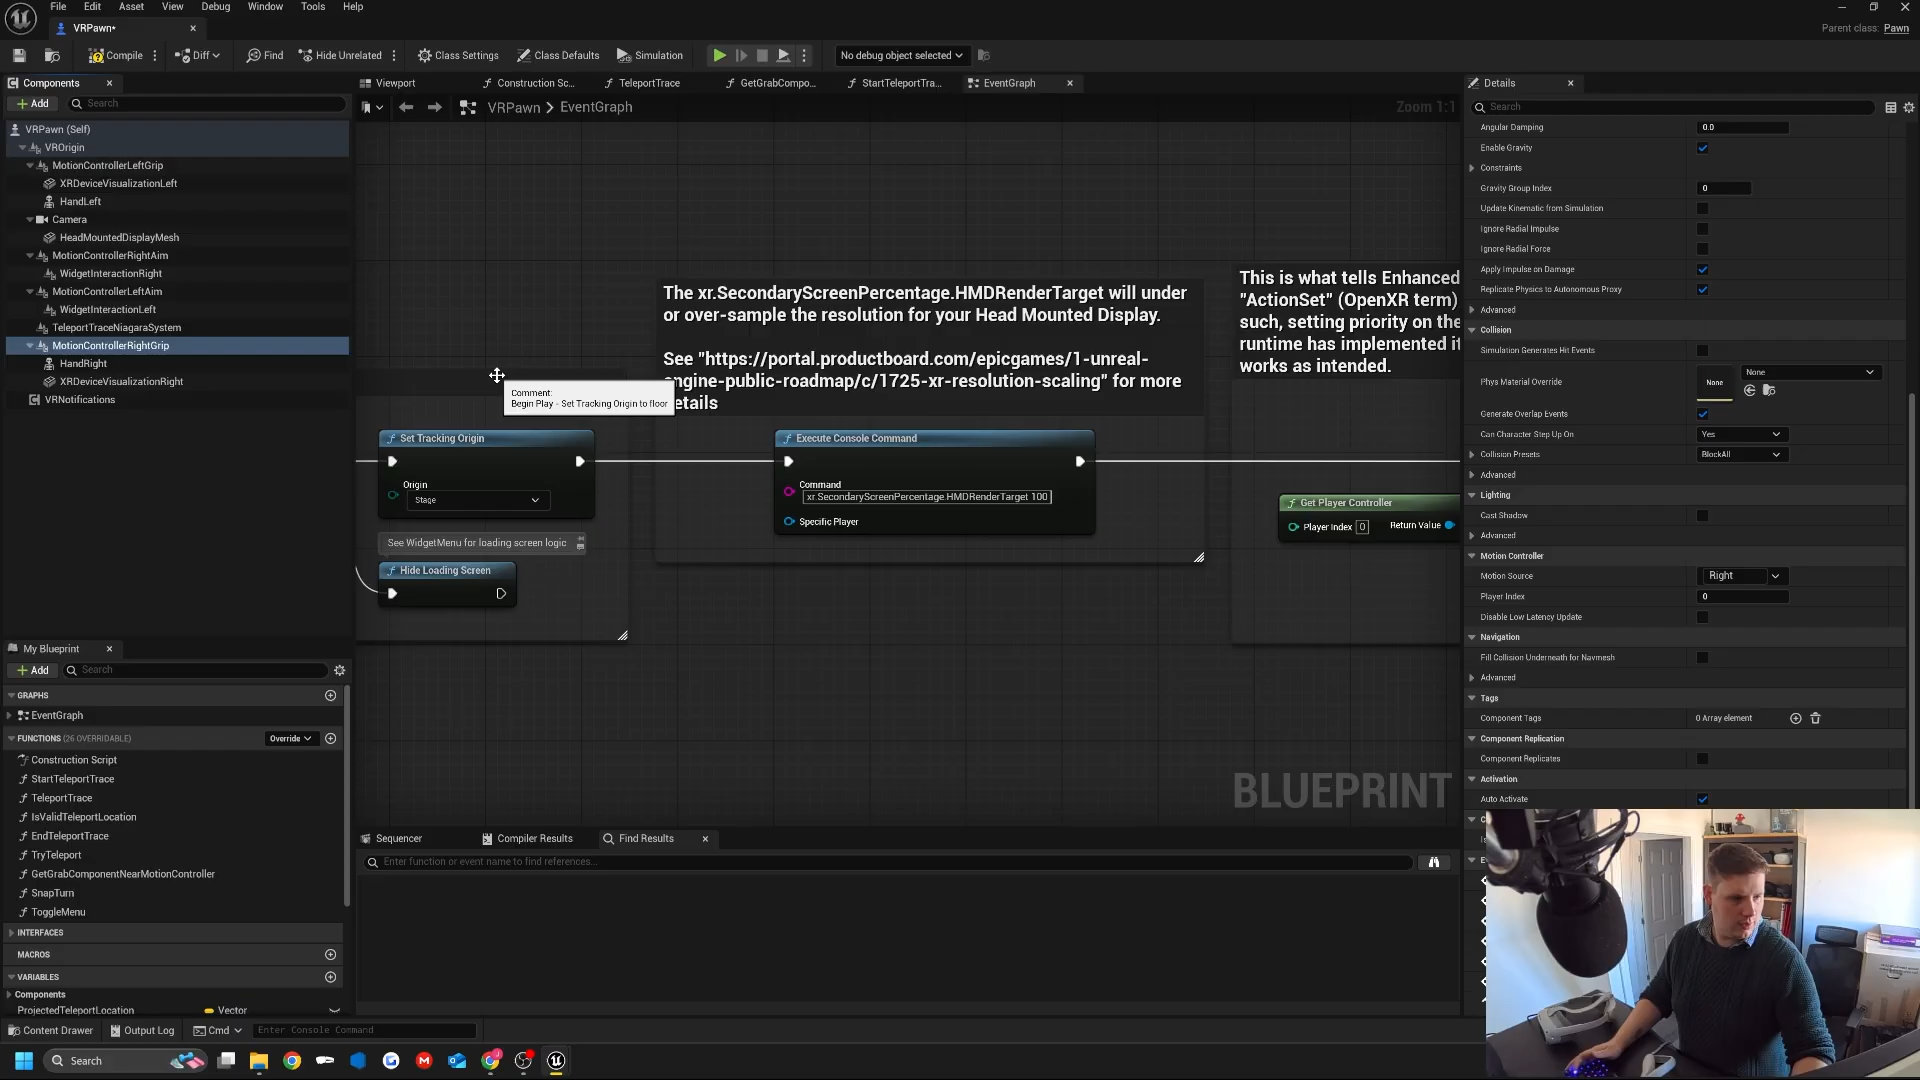 File Edit Asset View Debug Window Tools Help
VRPawn*
Parent class: Pawn
Compile
Diff
Find
Hide Unrelated
Class Settings
Class Defaults
Simulation
No debug object selected
Components
Add
Search
VRPawn (Self)
VROrigin
MotionControllerLeftGrip
XRDeviceVisualizationLeft
HandLeft
Camera
HeadMountedDisplayMesh
MotionControllerRightAim
WidgetInteractionRight
MotionControllerLeftAim
WidgetInteractionLeft
TeleportTraceNiagaraSystem
MotionControllerRightGrip
HandRight
XRDeviceVisualizationRight
VRNotifications
My Blueprint
Add
Search
GRAPHS
EventGraph
FUNCTIONS (26 OVERRIDABLE)
Override
Construction Script
StartTeleportTrace
TeleportTrace
IsValidTeleportLocation
EndTeleportTrace
TryTeleport
GetGrabComponentNearMotionController
SnapTurn
ToggleMenu
INTERFACES
MACROS
VARIABLES
Components
ProjectedTeleportLocation
Vector
Viewport
Construction Sc...
TeleportTrace
GetGrabCompo...
StartTeleportTra...
EventGraph
VRPawn > EventGraph
Zoom 1:1
The xr.SecondaryScreenPercentage.HMDRenderTarget will under
or over-sample the resolution for your Head Mounted Display.
See "https://portal.productboard.com/epicgames/1-unreal-
engine-public-roadmap/c/1725-xr-resolution-scaling" for more
details
This is what tells Enhanced
"ActionSet" (OpenXR term)
such, setting priority on the
runtime has implemented it
works as intended.
Comment:
Begin Play - Set Tracking Origin to floor
Set Tracking Origin
Origin
Stage
See WidgetMenu for loading screen logic
Hide Loading Screen
Execute Console Command
Command
xr.SecondaryScreenPercentage.HMDRenderTarget 100
Specific Player
Get Player Controller
Player Index 0
Return Value
BLUEPRINT
Sequencer
Compiler Results
Find Results
Enter function or event name to find references...
Details
Search
Angular Damping 0.0
Enable Gravity
Constraints
Gravity Group Index 0
Update Kinematic from Simulation
Ignore Radial Impulse
Ignore Radial Force
Apply Impulse on Damage
Replicate Physics to Autonomous Proxy
Advanced
Collision
Simulation Generates Hit Events
Phys Material Override None None
Generate Overlap Events
Can Character Step Up On Yes
Collision Presets BlockAll
Advanced
Lighting
Cast Shadow
Advanced
Motion Controller
Motion Source Right
Player Index 0
Disable Low Latency Update
Navigation
Fill Collision Underneath for Navmesh
Advanced
Tags
Component Tags 0 Array element
Component Replication
Component Replicates
Activation
Auto Activate
Content Drawer
Output Log
Cmd
Enter Console Command
Search